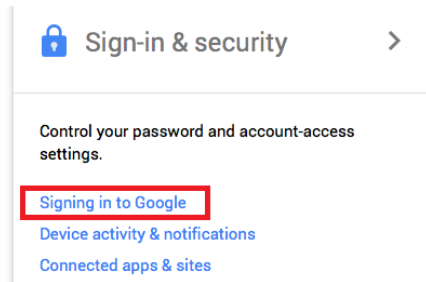 Sign-in & security
Control your password and account-access
settings.
Signing in to Google
Device activity & notifications
Connected apps & sites